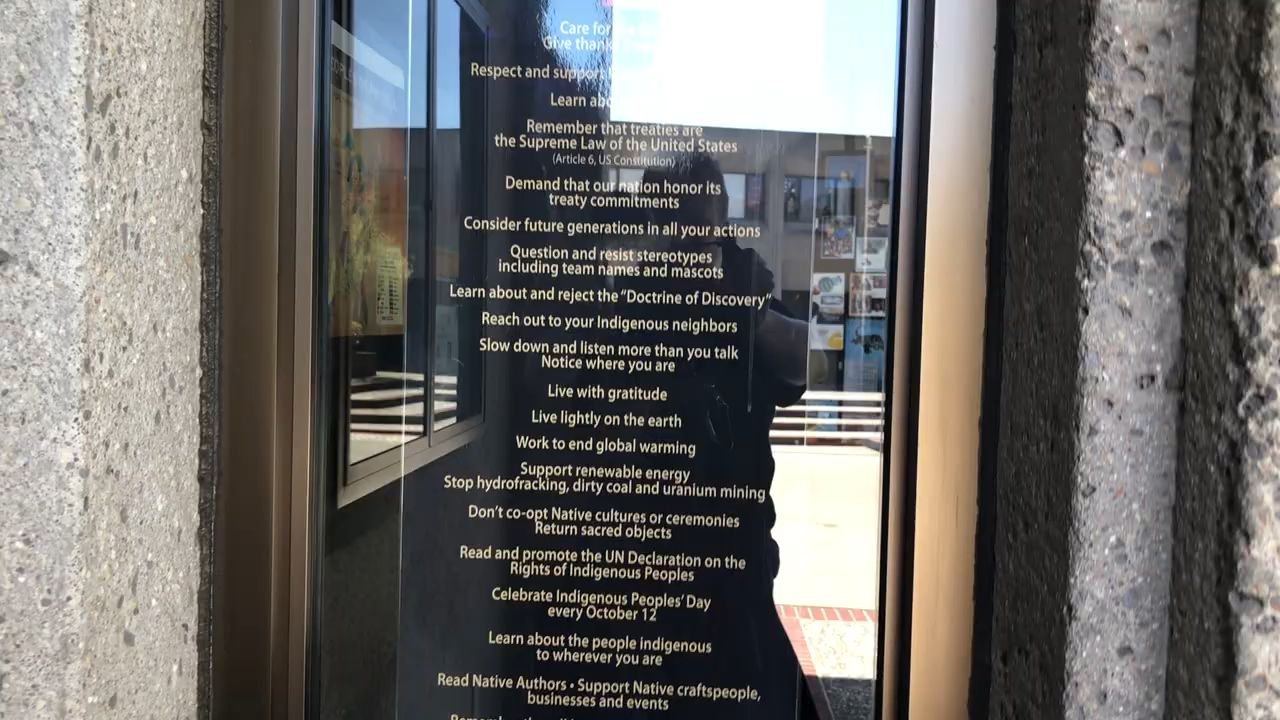 Care for
Give thank
Respect and support
Learn abo
Remember that treaties are
the Supreme Law of the United States
(Article 6, US Constitution)
Demand that our nation honor its
treaty commitments
Consider future generations in all your actions
Question and resist stereotypes
including team names and mascots
Learn about and reject the “Doctrine of Discovery”
Reach out to your Indigenous neighbors
Slow down and listen more than you talk
Notice where you are
Live with gratitude
Live lightly on the earth
Work to end global warming
Support renewable energy
Stop hydrofracking, dirty coal and uranium mining
Don’t co-opt Native cultures or ceremonies
Return sacred objects
Read and promote the UN Declaration on the
Rights of Indigenous Peoples
Celebrate Indigenous Peoples’ Day
every October 12
Learn about the people indigenous
to wherever you are
Read Native Authors • Support Native craftspeople,
businesses and events